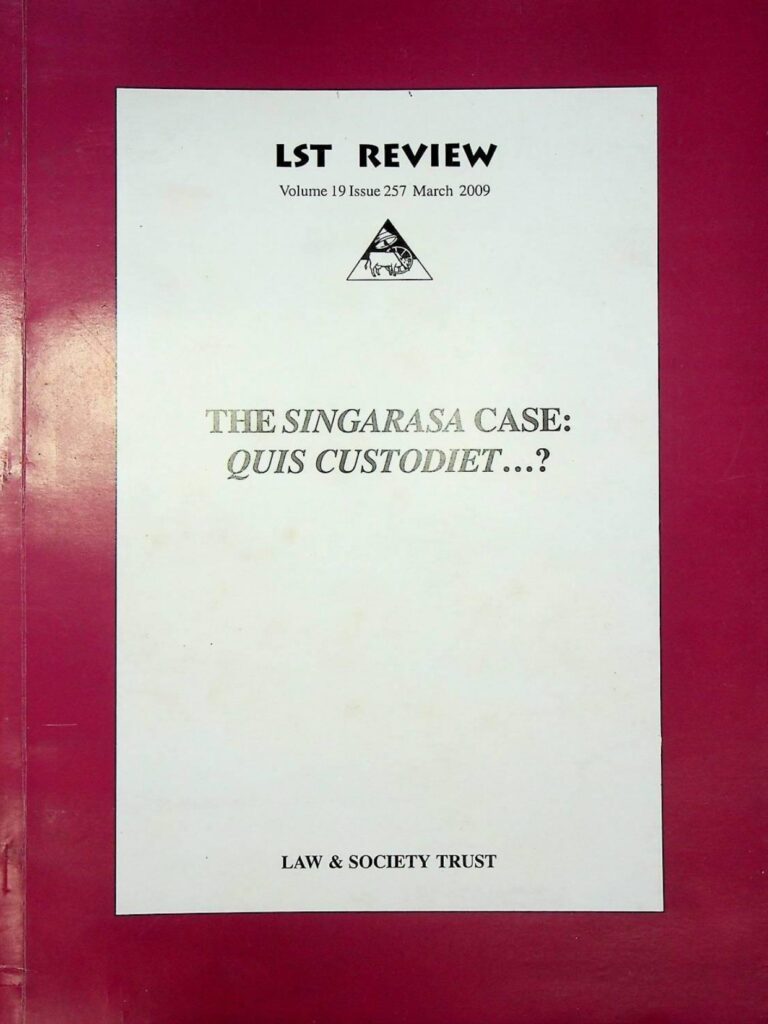 LST REVIEW
Volume 19 Issue 257 March 2009
THE SINGARASA CASE:
QUIS CUSTODIET...?
LAW & SOCIETY TRUST